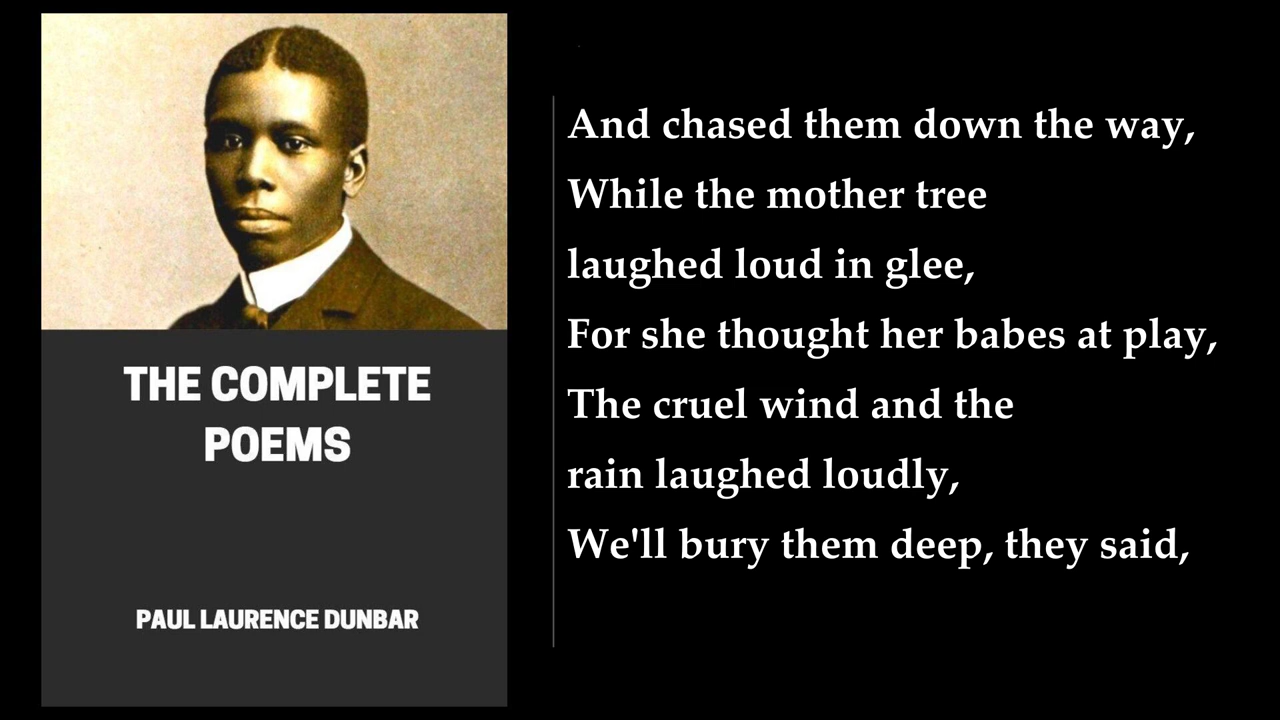 THE COMPLETE
POEMS
PAUL LAURENCE DUNBAR
And chased them down the way,
While the mother tree
laughed loud in glee,
For she thought her babes at play,
The cruel wind and the
rain laughed loudly,
We'll bury them deep, they said,